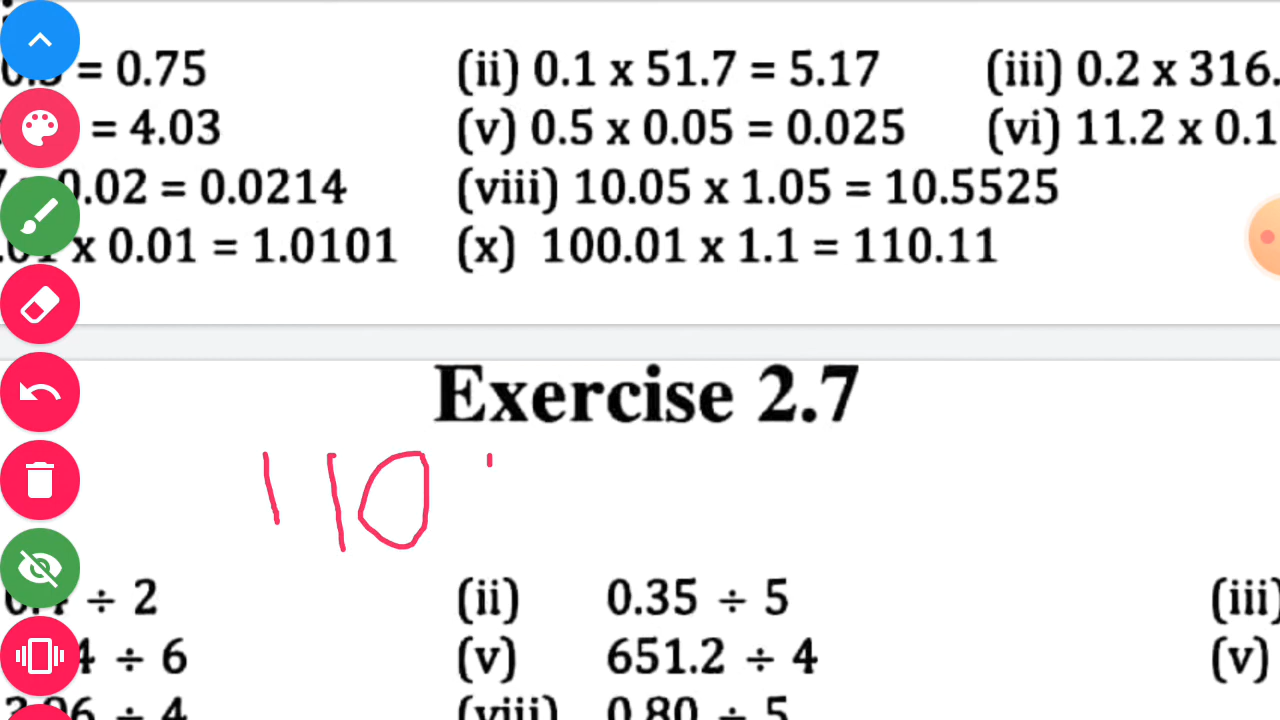 = 0.75 (ii) 0.1 x 51.7 = 5.17 (iii) 0.2 x 316.
= 4.03 (v) 0.5 x 0.05 = 0.025 (vi) 11.2 x 0.1
0.02 = 0.0214 (viii) 10.05 x 1.05 = 10.5525
x 0.01 = 1.0101 (x) 100.01 x 1.1 = 110.11
Exercise 2.7
110
÷ 2 (ii) 0.35 ÷ 5 (iii)
4 ÷ 6 (v) 651.2 ÷ 4 (v)
÷ 4 (viii) 0.80 ÷ 5